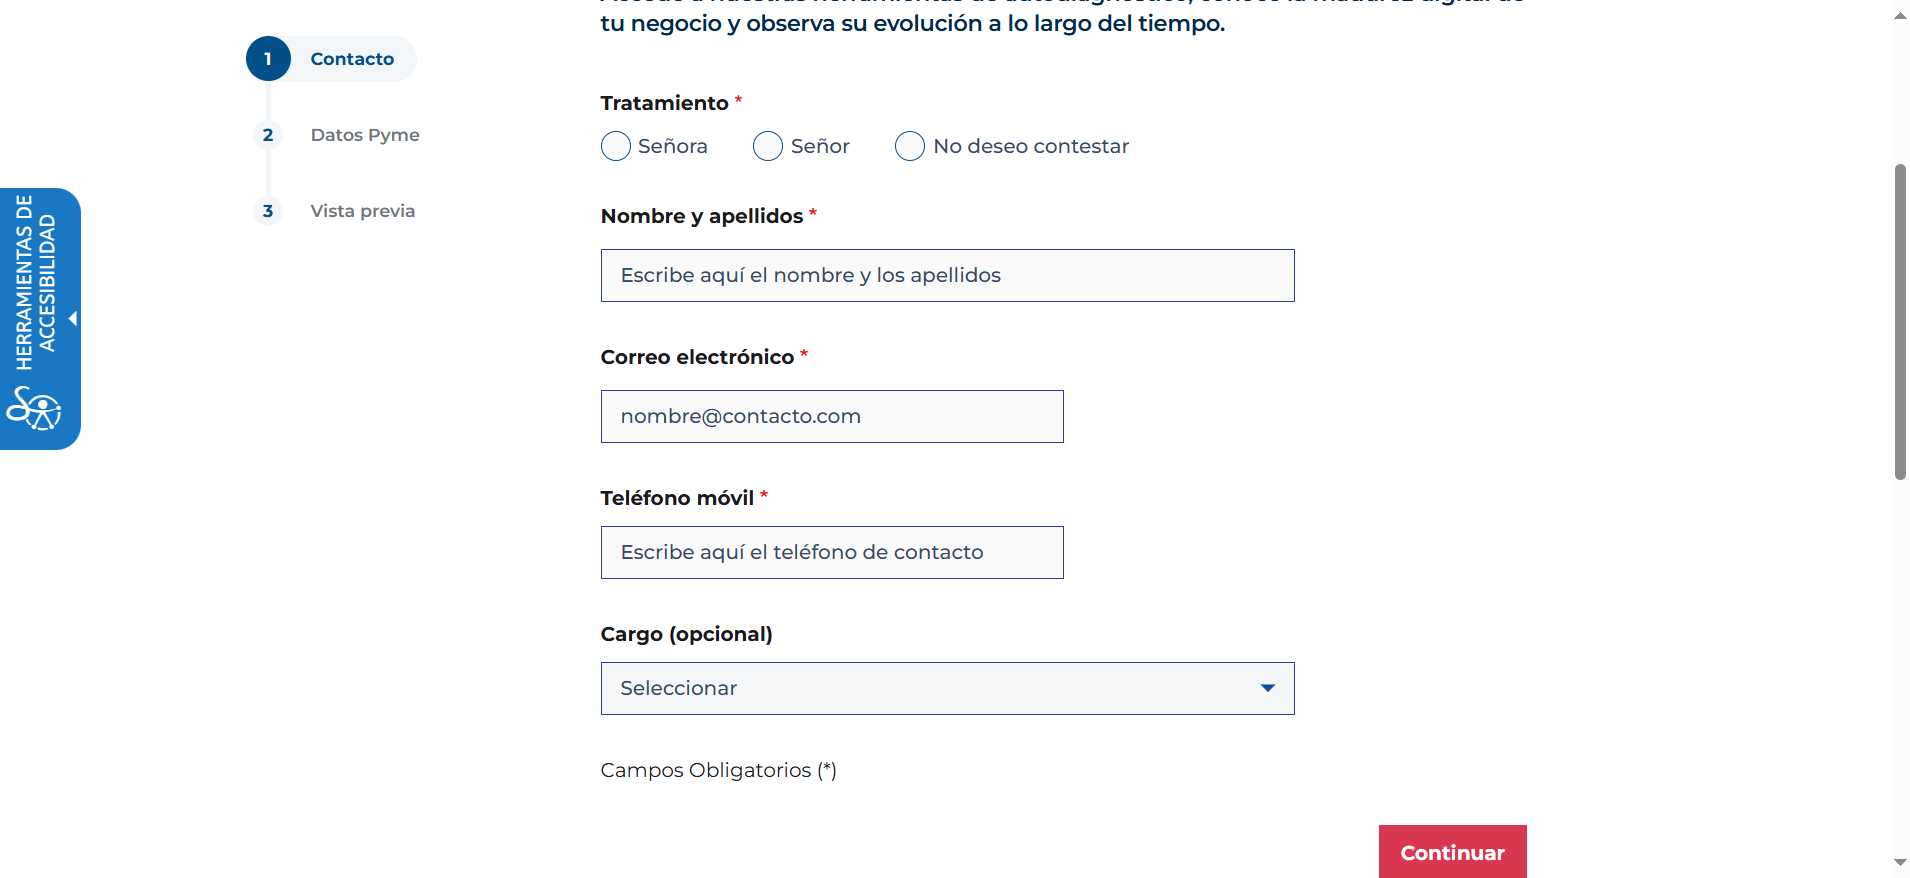 tu negocio y observa su evolución a lo largo del tiempo.
1 Contacto
2 Datos Pyme
3 Vista previa
HERRAMIENTAS DE
ACCESIBILIDAD
Tratamiento *
Señora Señor No deseo contestar
Nombre y apellidos *
Escribe aquí el nombre y los apellidos
Correo electrónico *
nombre@contacto.com
Teléfono móvil *
Escribe aquí el teléfono de contacto
Cargo (opcional)
Seleccionar
Campos Obligatorios (*)
Continuar